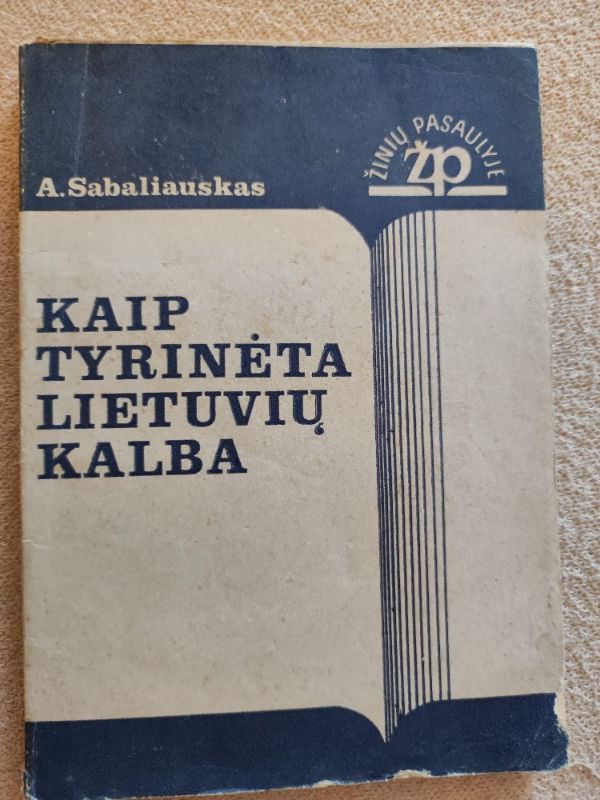 ŽINIŲ PASAULYJE
žp
A. Sabaliauskas
KAIP
TYRINĖTA
LIETUVIŲ
KALBA